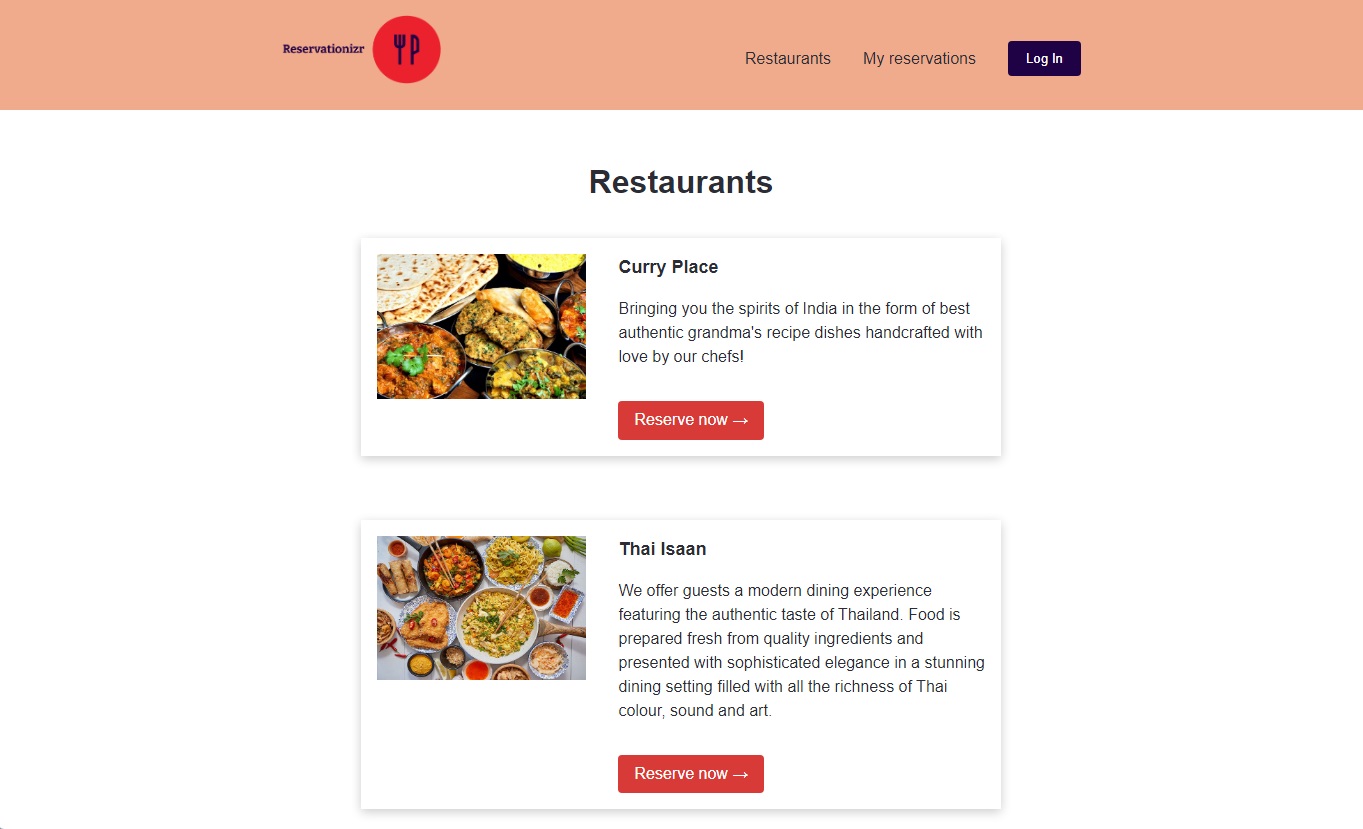 Reservationizr
Restaurants
My reservations
Log In
Restaurants
Curry Place
Bringing you the spirits of India in the form of best
authentic grandma's recipe dishes handcrafted with
love by our chefs!
Reserve now →
Thai Isaan
We offer guests a modern dining experience
featuring the authentic taste of Thailand. Food is
prepared fresh from quality ingredients and
presented with sophisticated elegance in a stunning
dining setting filled with all the richness of Thai
colour, sound and art.
Reserve now →